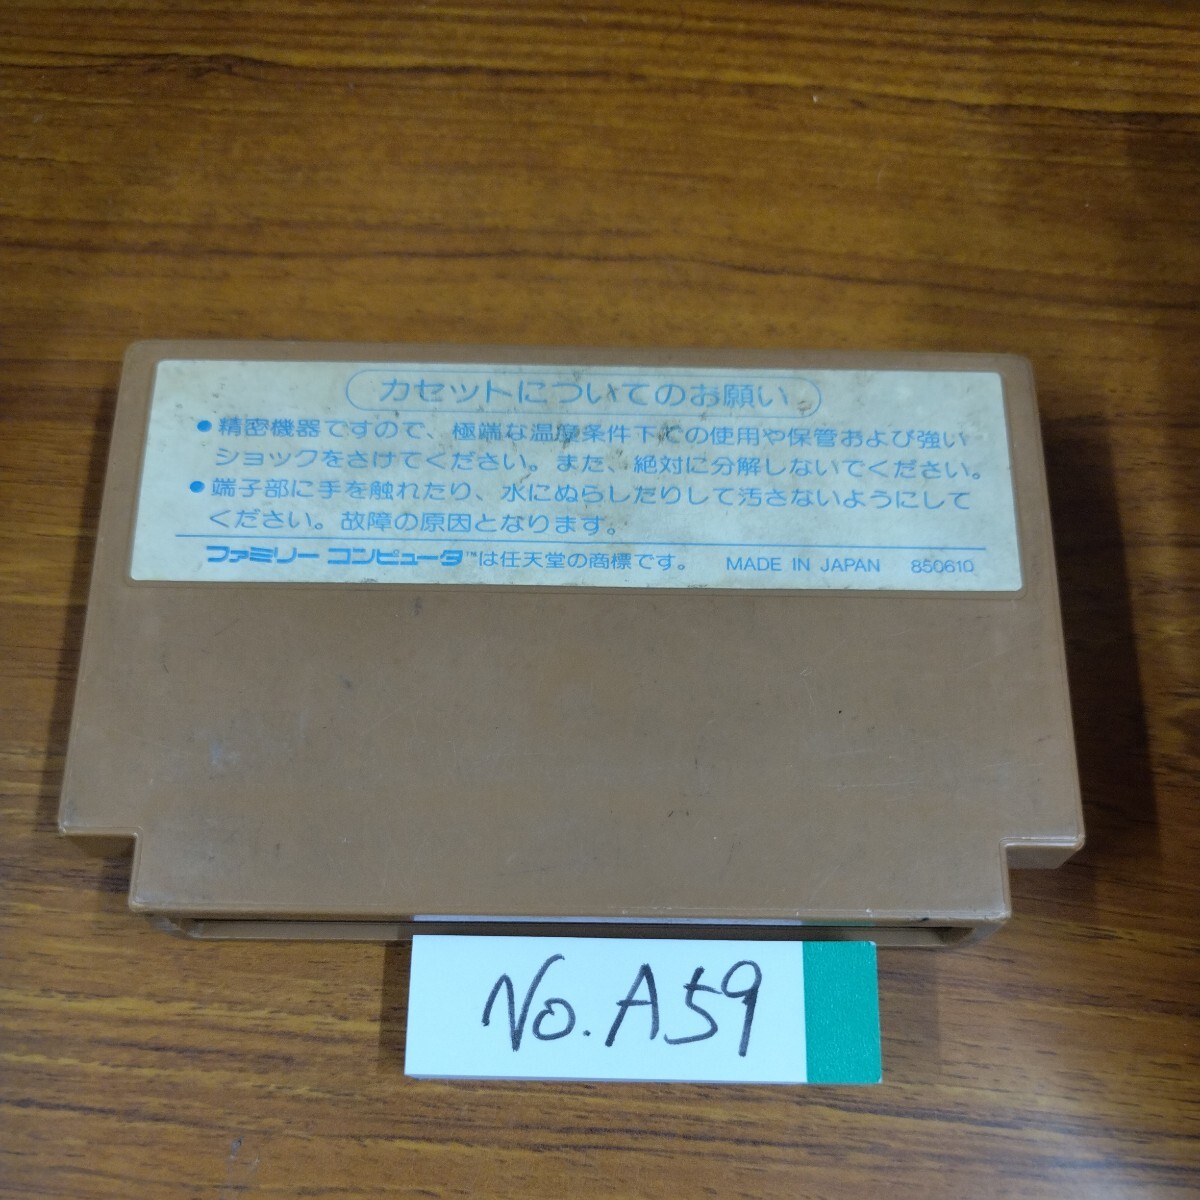 カセットについてのお願い
●精密機器ですので、極端な温度条件下での使用や保管および強い
ショックをさけてください。また、絶対に分解しないでください。
●端子部に手を触れたり、水にぬらしたりして汚さないようにして
ください。故障の原因となります。
ファミリー コンピュータ™は任天堂の商標です。 MADE IN JAPAN 850610
No. A59